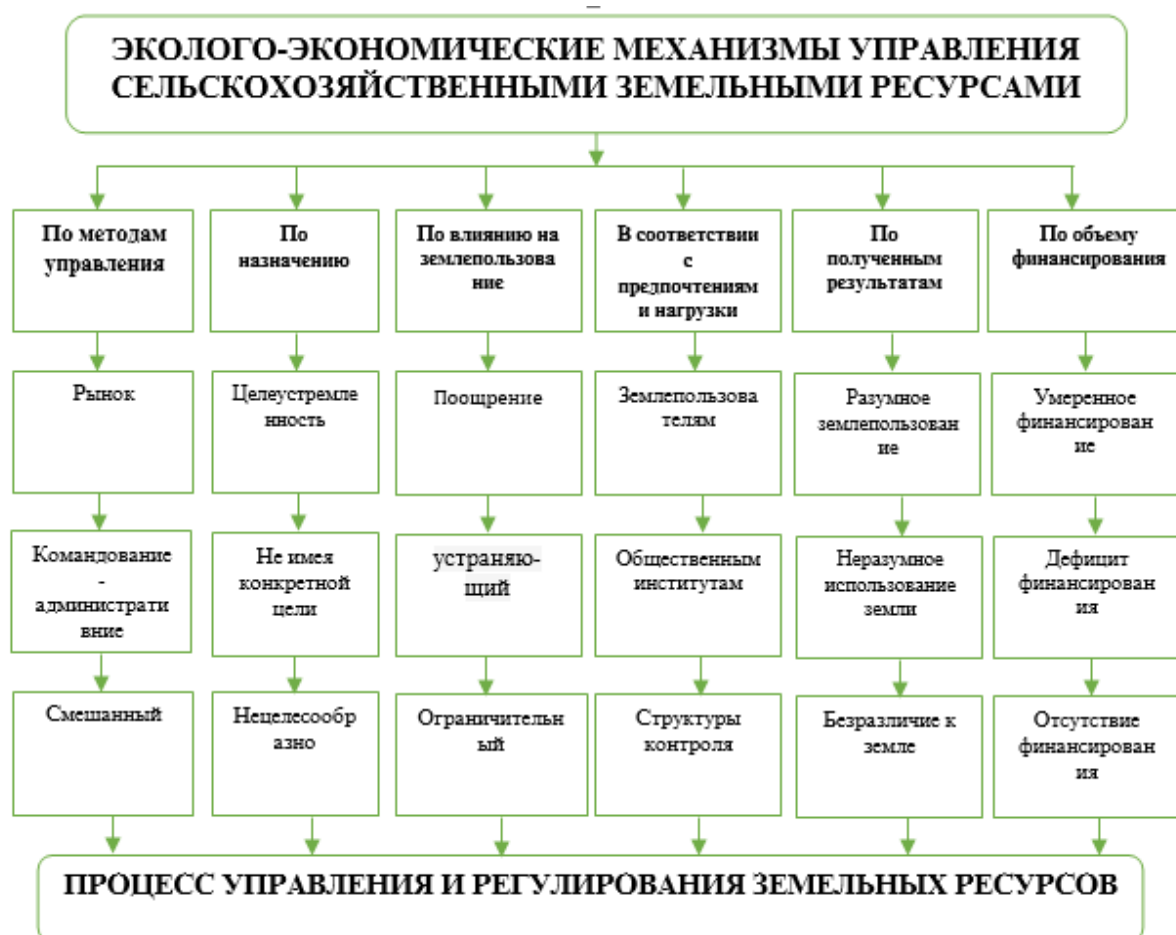 ЭКОЛОГО-ЭКОНОМИЧЕСКИЕ МЕХАНИЗМЫ УПРАВЛЕНИЯ
СЕЛЬСКОХОЗЯЙСТВЕННЫМИ ЗЕМЕЛЬНЫМИ РЕСУРСАМИ
По методам
управления
По
назначению
По влиянию на
землепользова
ние
В соответствии
с
предпочтениям
и нагрузки
По
полученным
результатам
По объему
финансирования
Рынок
Целеустремле
нность
Поощрение
Землепользова
телям
Разумное
землепользован
ие
Умеренное
финансирован
ие
Командование
-
администрати
вние
Не имея
конкретной
цели
устраняю-
щий
Общественным
институтам
Неразумное
использование
земли
Дефицит
финансирован
ия
Смешанный
Нецелесообр
азно
Ограничительн
ый
Структуры
контроля
Безразличие к
земле
Отсутствие
финансирован
ия
ПРОЦЕСС УПРАВЛЕНИЯ И РЕГУЛИРОВАНИЯ ЗЕМЕЛЬНЫХ РЕСУРСОВ